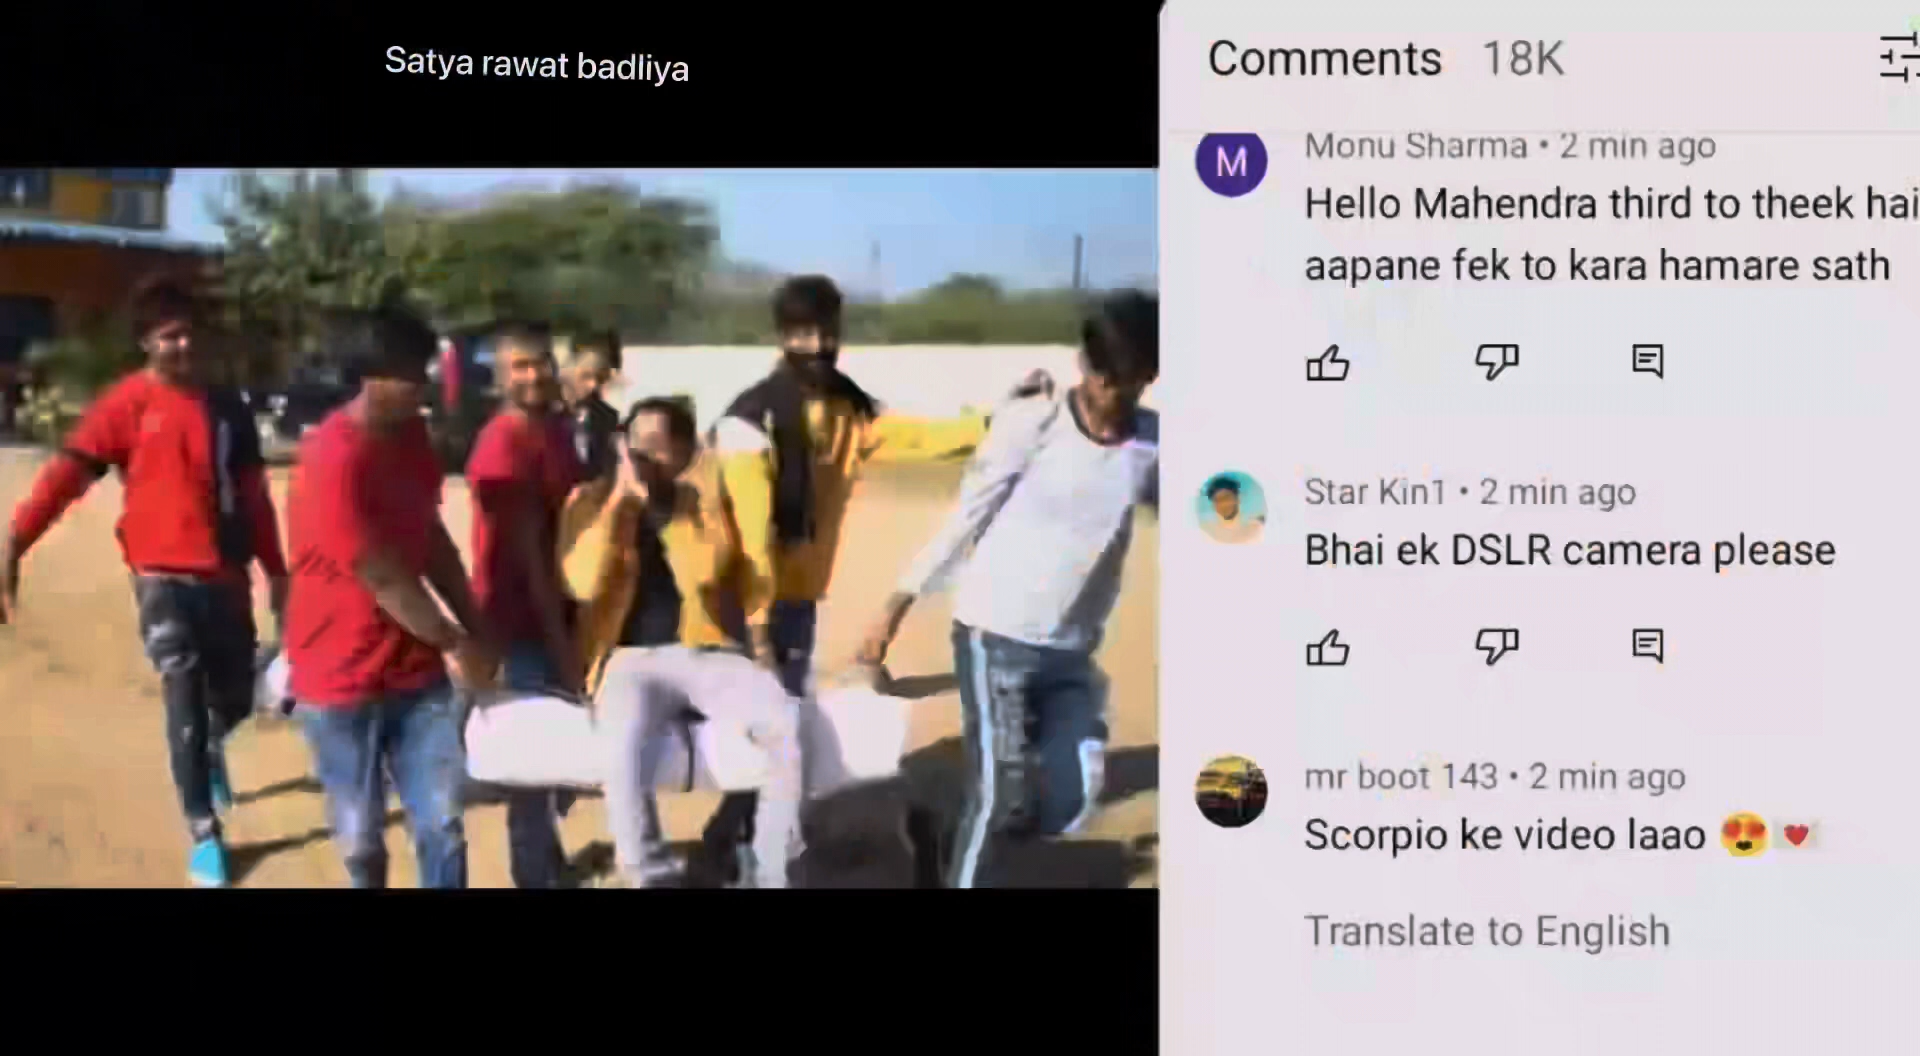 Satya rawat badliya
Comments 18K
M
Monu Sharma • 2 min ago
Hello Mahendra third to theek hai
aapane fek to kara hamare sath
Star Kin1 • 2 min ago
Bhai ek DSLR camera please
mr boot 143 • 2 min ago
Scorpio ke video laao 😍 💌
Translate to English